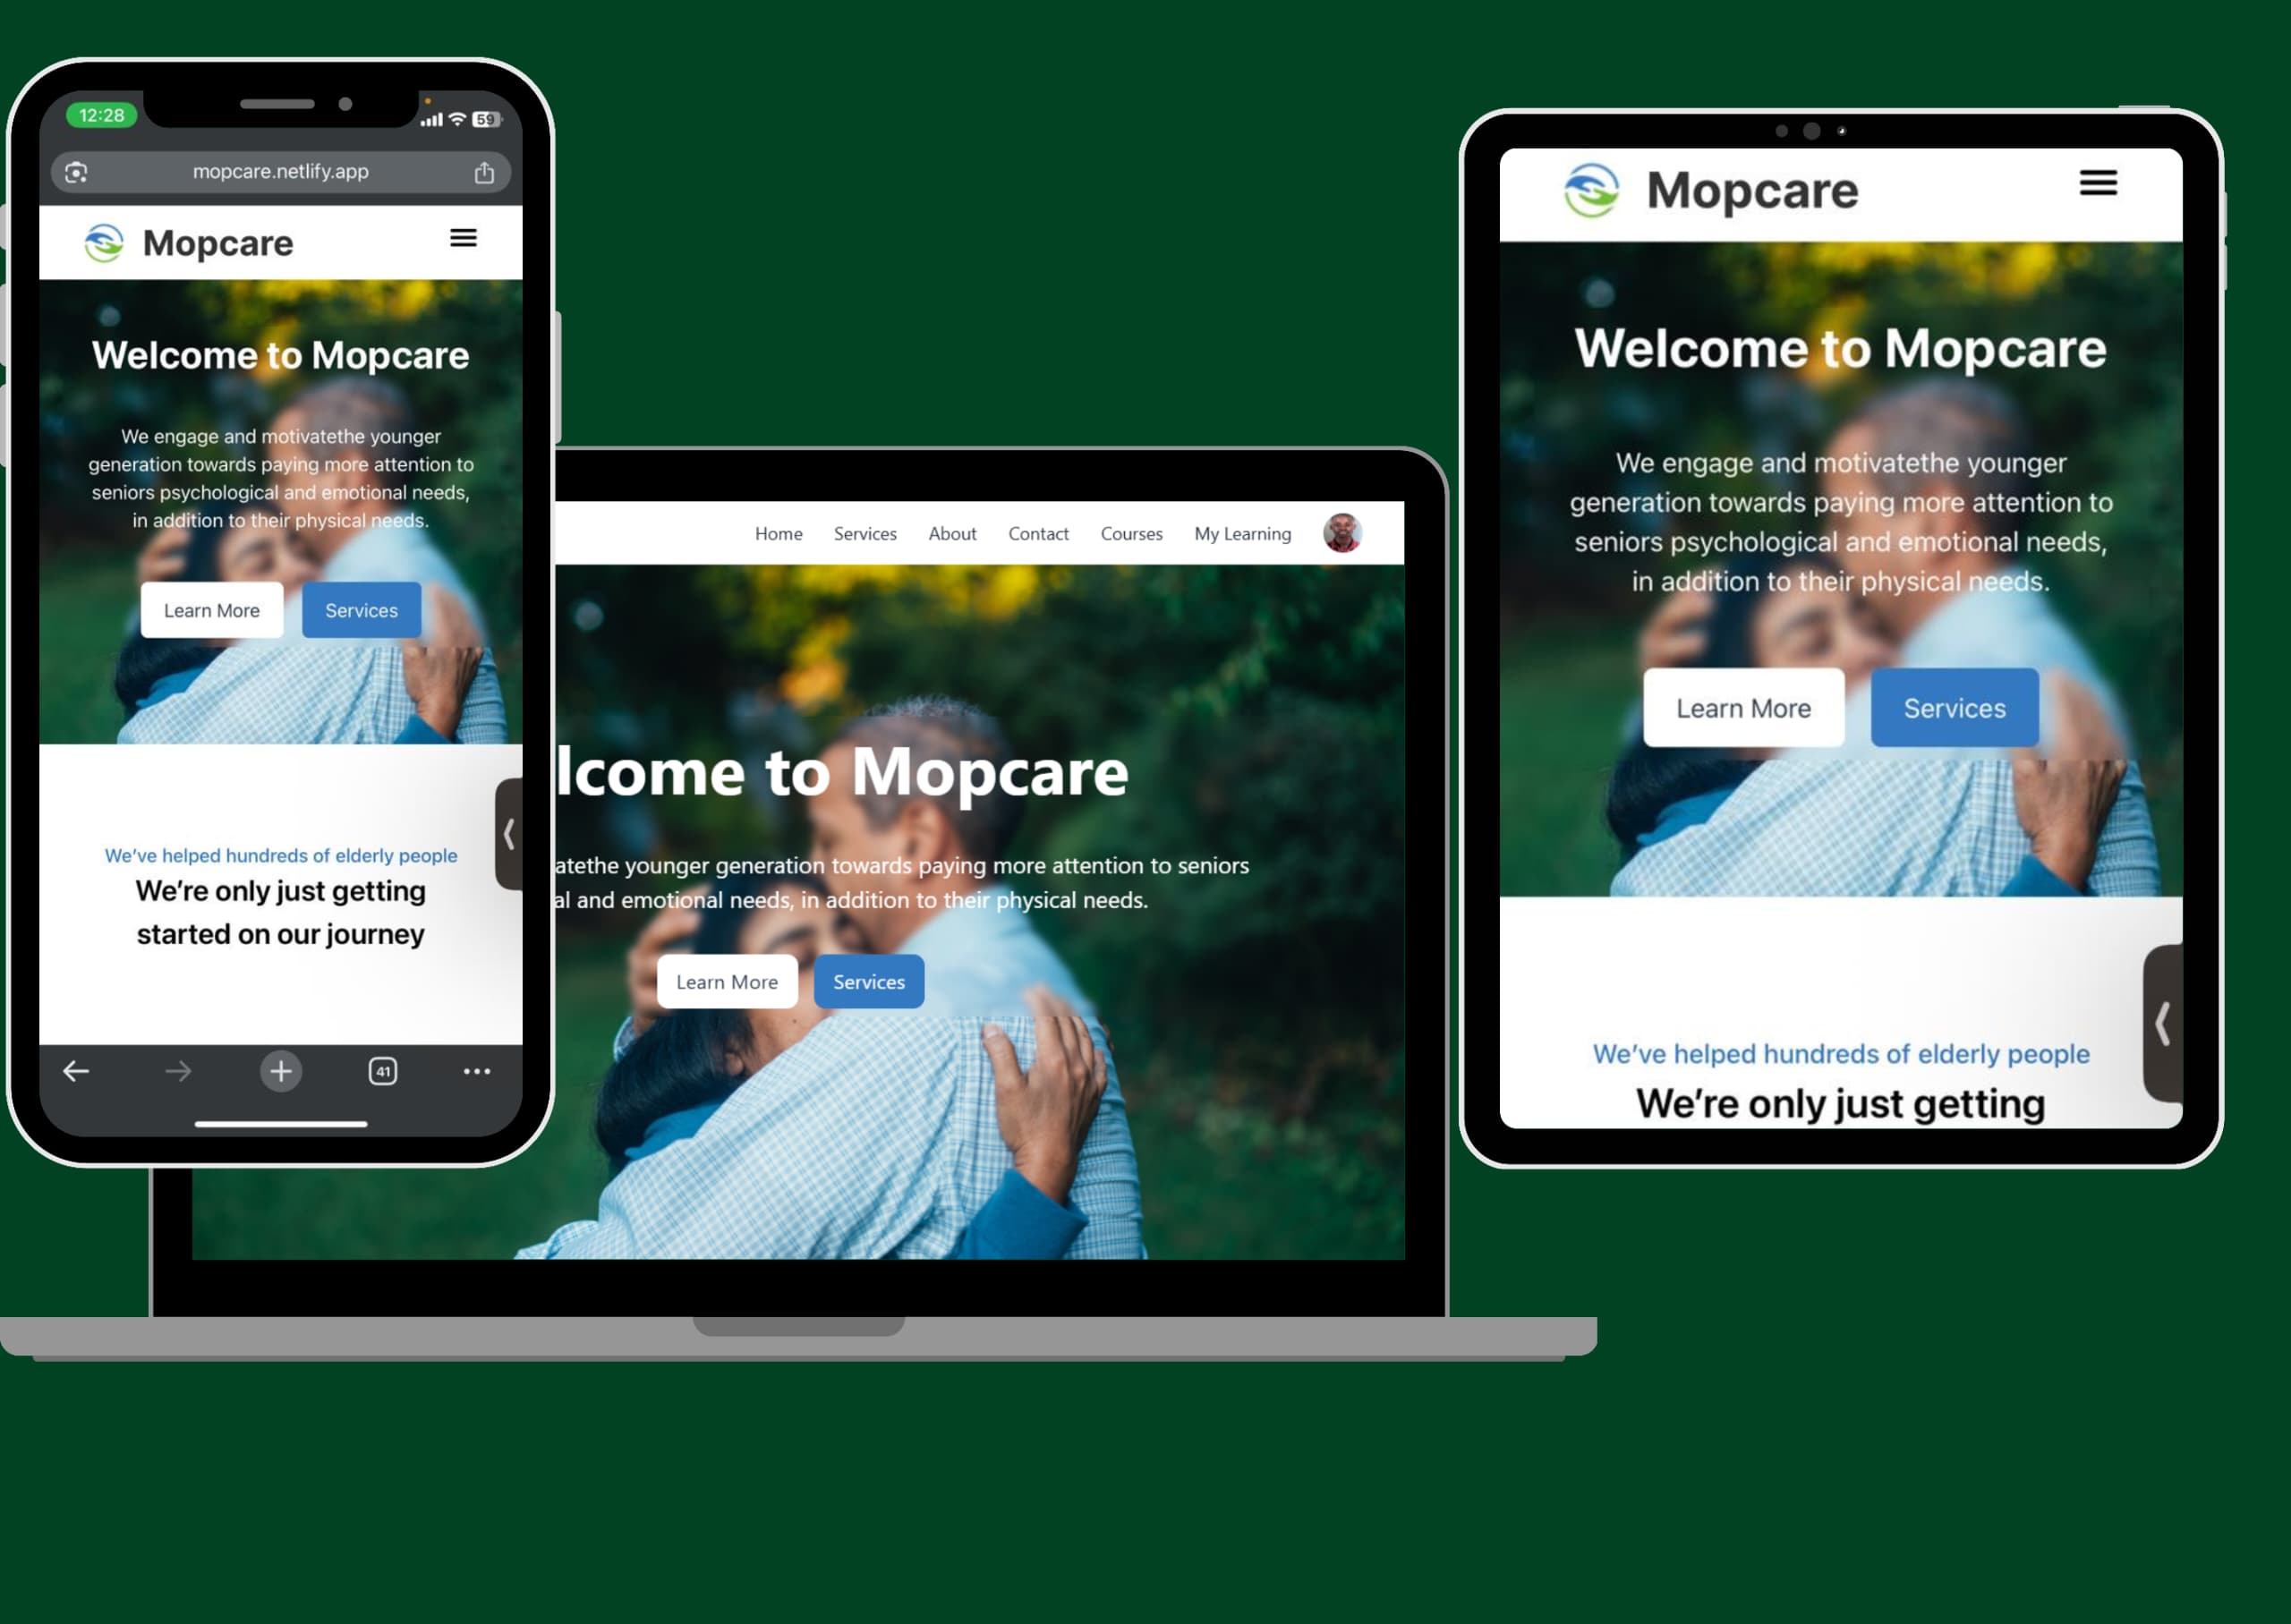 12:28
59
mopcare.netlify.app
Mopcare
Welcome to Mopcare
We engage and motivatethe younger
generation towards paying more attention to
seniors psychological and emotional needs,
in addition to their physical needs.
Learn More
Services
We've helped hundreds of elderly people
We're only just getting
started on our journey
41
Home
Services
About
Contact
Courses
My Learning
lcome to Mopcare
atethe younger generation towards paying more attention to seniors
al and emotional needs, in addition to their physical needs.
Learn More
Services
Mopcare
Welcome to Mopcare
We engage and motivatethe younger
generation towards paying more attention to
seniors psychological and emotional needs,
in addition to their physical needs.
Learn More
Services
We've helped hundreds of elderly people
We're only just getting